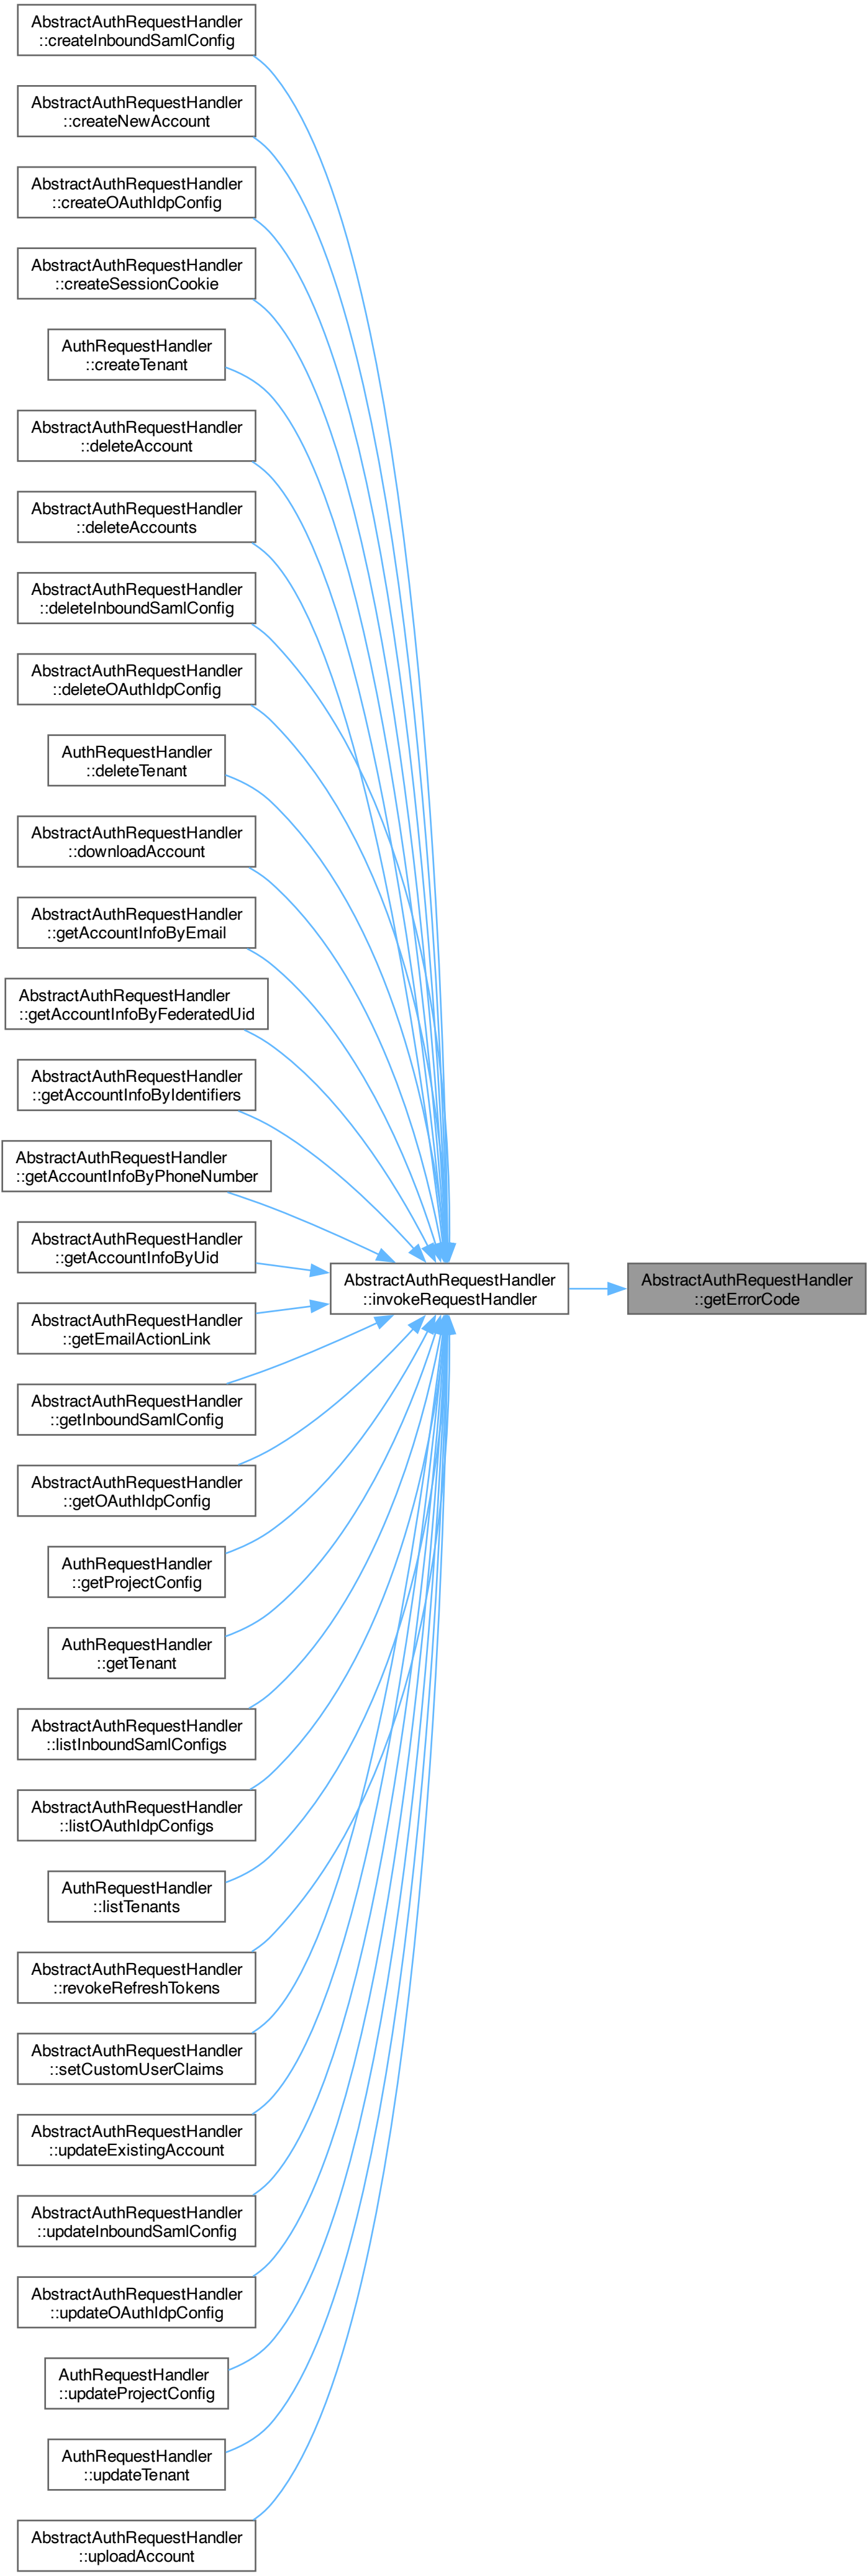 AbstractAuthRequestHandler
::createInboundSamlConfig
AbstractAuthRequestHandler
::createNewAccount
AbstractAuthRequestHandler
::createOAuthIdpConfig
AbstractAuthRequestHandler
::createSessionCookie
AuthRequestHandler
::createTenant
AbstractAuthRequestHandler
::deleteAccount
AbstractAuthRequestHandler
::deleteAccounts
AbstractAuthRequestHandler
::deleteInboundSamlConfig
AbstractAuthRequestHandler
::deleteOAuthIdpConfig
AuthRequestHandler
::deleteTenant
AbstractAuthRequestHandler
::downloadAccount
AbstractAuthRequestHandler
::getAccountInfoByEmail
AbstractAuthRequestHandler
::getAccountInfoByFederatedUid
AbstractAuthRequestHandler
::getAccountInfoByIdentifiers
AbstractAuthRequestHandler
::getAccountInfoByPhoneNumber
AbstractAuthRequestHandler
::getAccountInfoByUid
AbstractAuthRequestHandler
::getEmailActionLink
AbstractAuthRequestHandler
::getInboundSamlConfig
AbstractAuthRequestHandler
::getOAuthIdpConfig
AuthRequestHandler
::getProjectConfig
AuthRequestHandler
::getTenant
AbstractAuthRequestHandler
::listInboundSamlConfigs
AbstractAuthRequestHandler
::listOAuthIdpConfigs
AuthRequestHandler
::listTenants
AbstractAuthRequestHandler
::revokeRefreshTokens
AbstractAuthRequestHandler
::setCustomUserClaims
AbstractAuthRequestHandler
::updateExistingAccount
AbstractAuthRequestHandler
::updateInboundSamlConfig
AbstractAuthRequestHandler
::updateOAuthIdpConfig
AuthRequestHandler
::updateProjectConfig
AuthRequestHandler
::updateTenant
AbstractAuthRequestHandler
::uploadAccount
AbstractAuthRequestHandler
::invokeRequestHandler
AbstractAuthRequestHandler
::getErrorCode